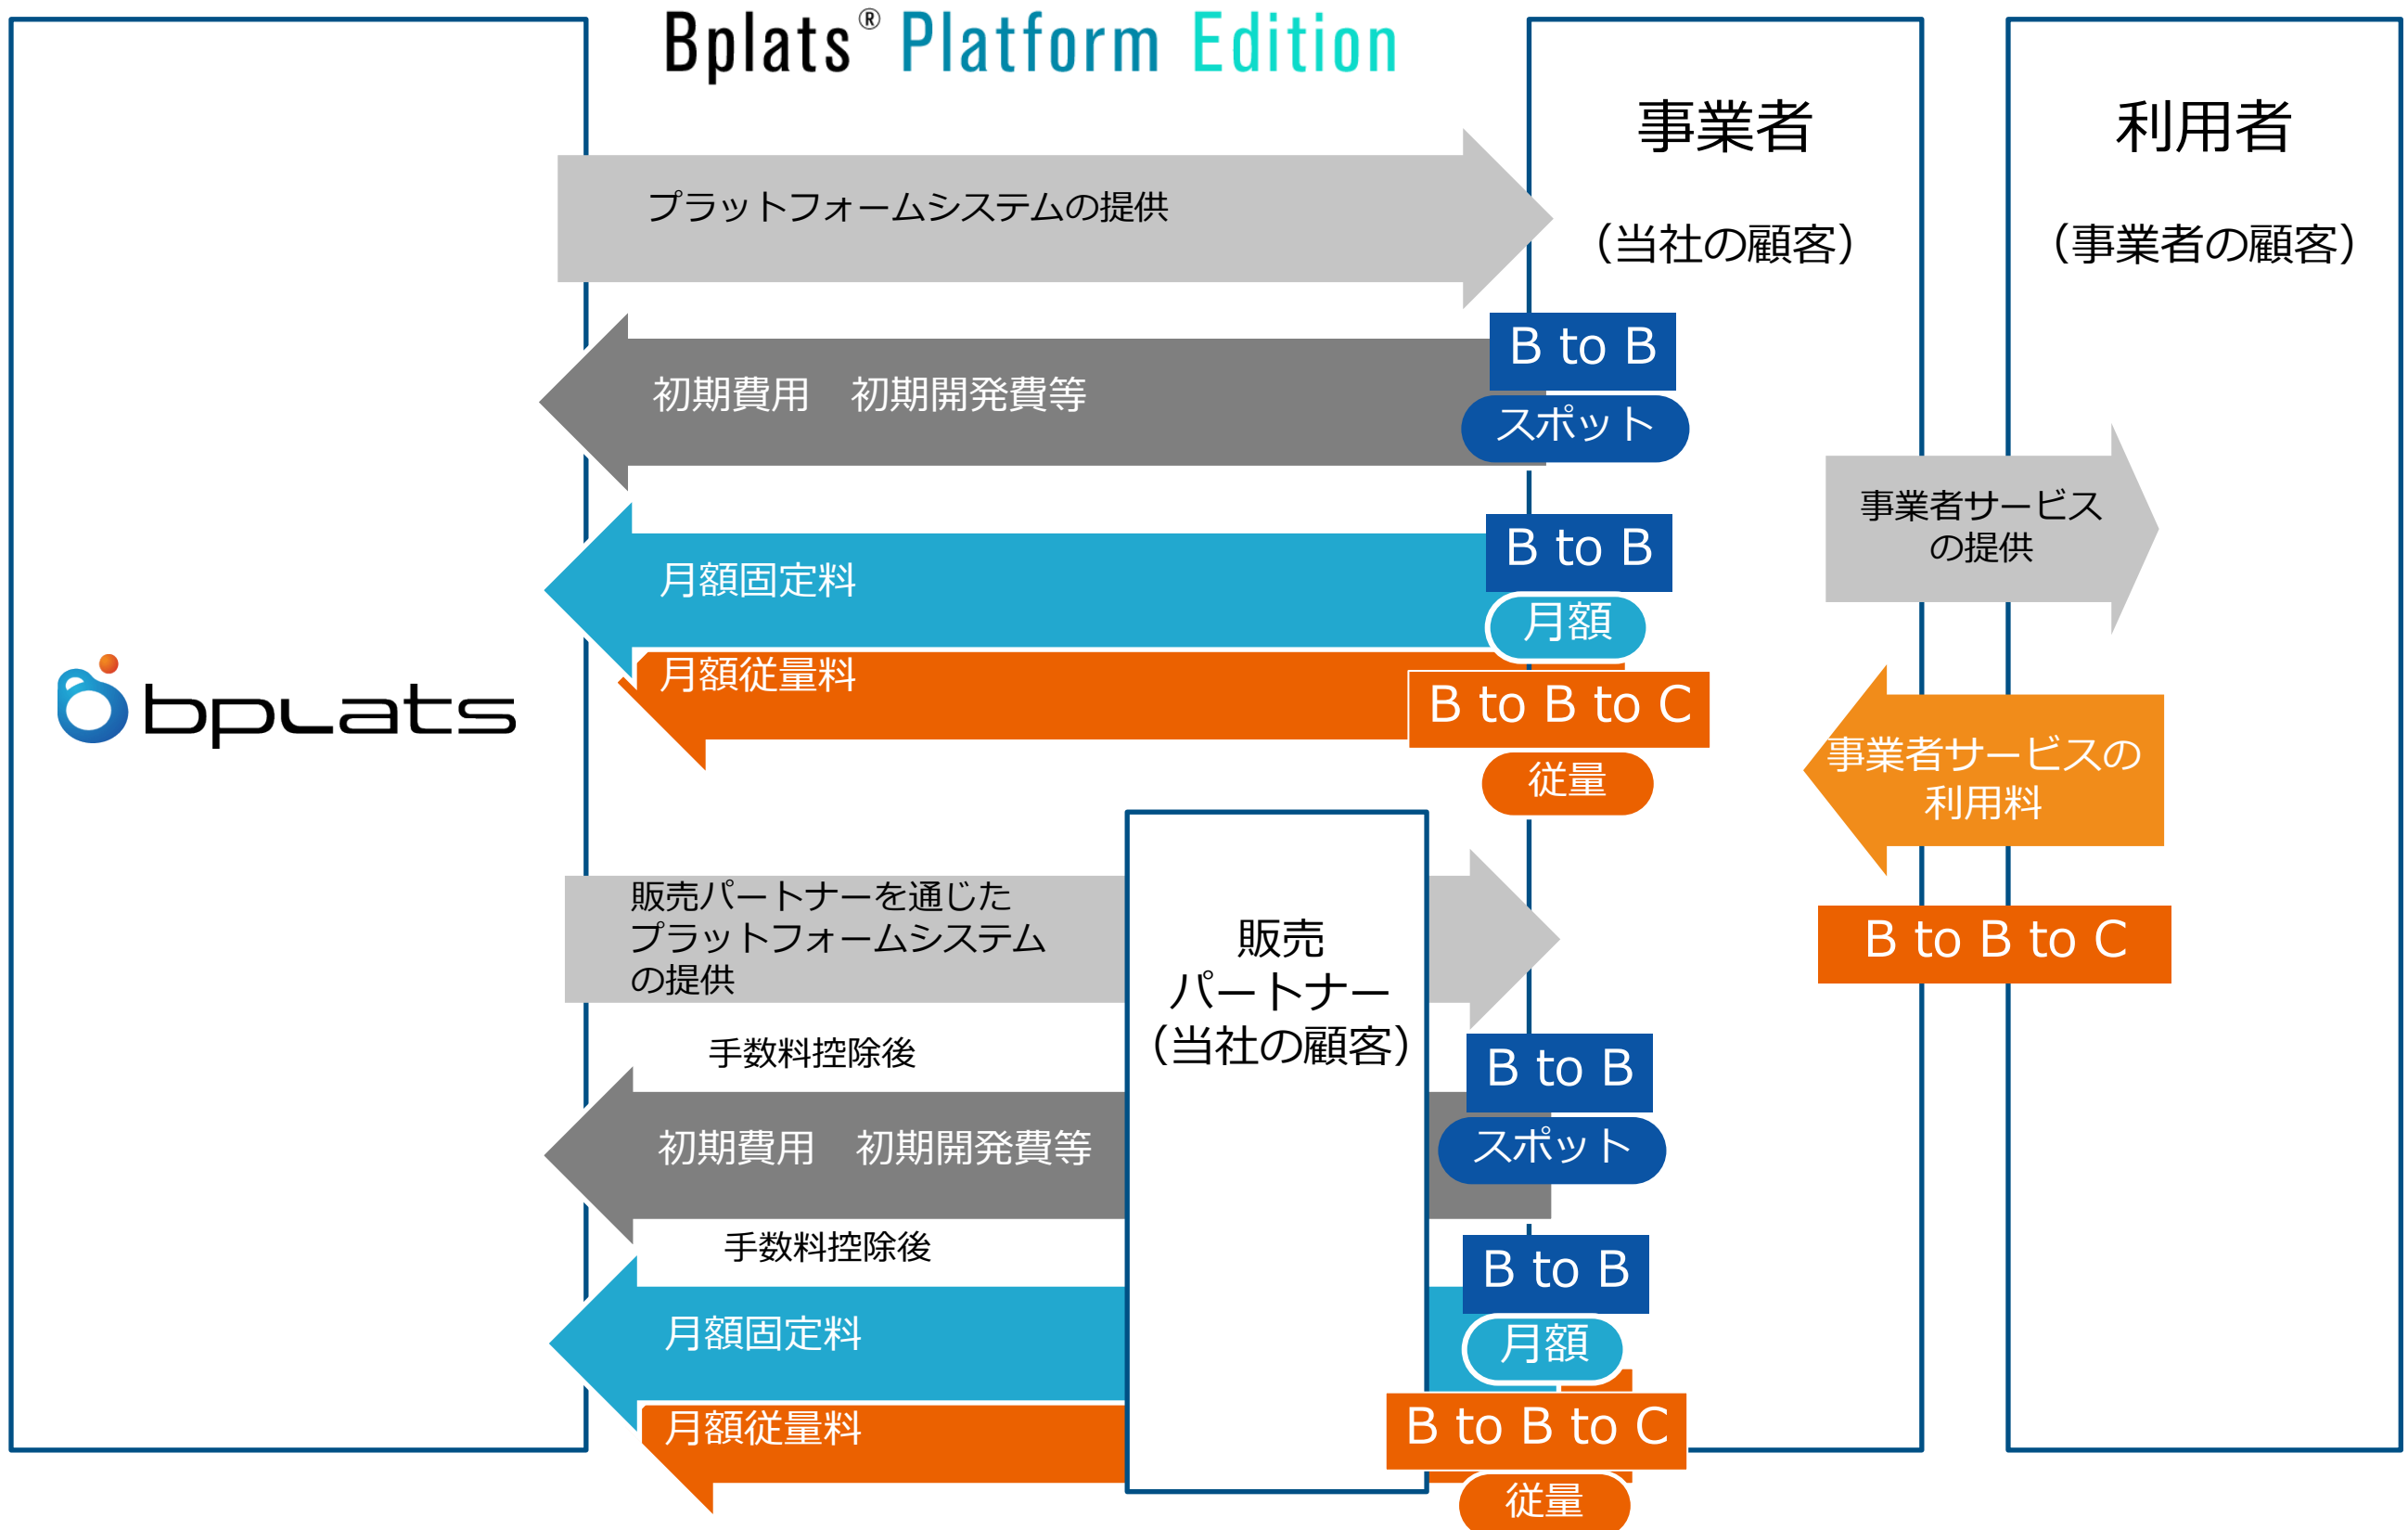 Bplats® Platform Edition
事業者
（当社の顧客）
利用者
（事業者の顧客）
プラットフォームシステムの提供
B to B
初期費用　初期開発費等
スポット
事業者サービス
の提供
B to B
月額固定料
月額
月額従量料
B to B to C
従量
bplats
事業者サービスの
利用料
B to B to C
販売パートナーを通じた
プラットフォームシステム
の提供
販売
パートナー
（当社の顧客）
手数料控除後
B to B
初期費用　初期開発費等
スポット
手数料控除後
B to B
月額固定料
月額
月額従量料
B to B to C
従量